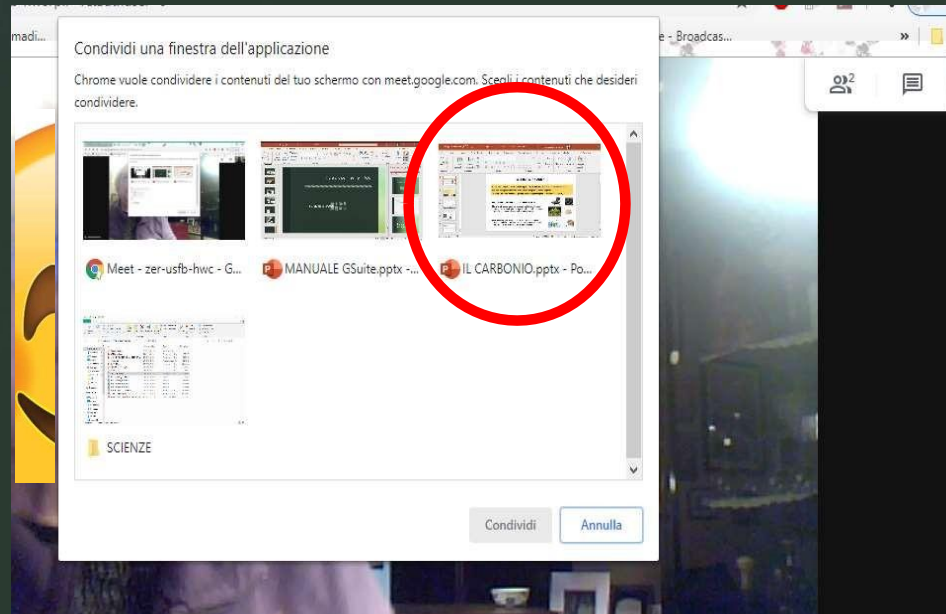 madi...
e - Broadcas...
»
Condividi una finestra dell'applicazione
Chrome vuole condividere i contenuti del tuo schermo con meet.google.com. Scegli i contenuti che desideri
condividere.
2
Meet - zer-usfb-hwc - G...
MANUALE GSuite.pptx -...
IL CARBONIO.pptx - Po...
SCIENZE
Condividi
Annulla